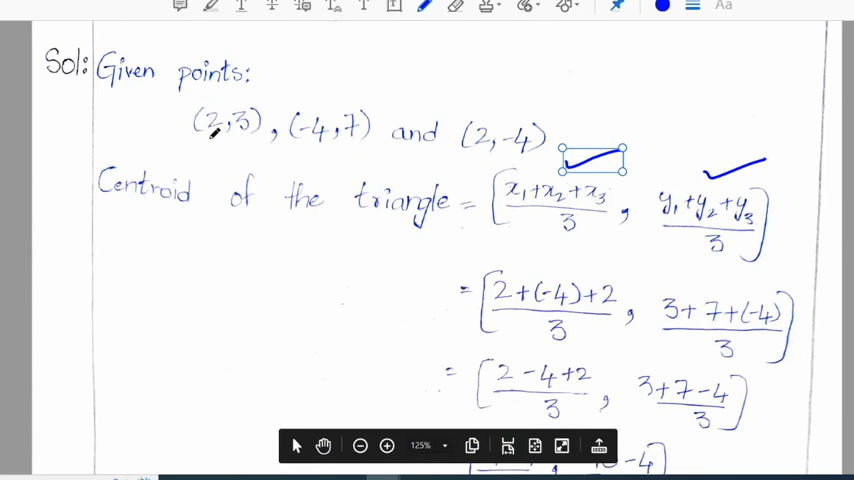 Aa
Sol: Given points:
(2,3), (-4,7) and (2,-4)
Centroid of the triangle = [(x₁+x₂+x₃)/3, (y₁+y₂+y₃)/3]
= [(2+(-4)+2)/3, (3+7+(-4))/3]
= [(2-4+2)/3, (3+7-4)/3]
125%